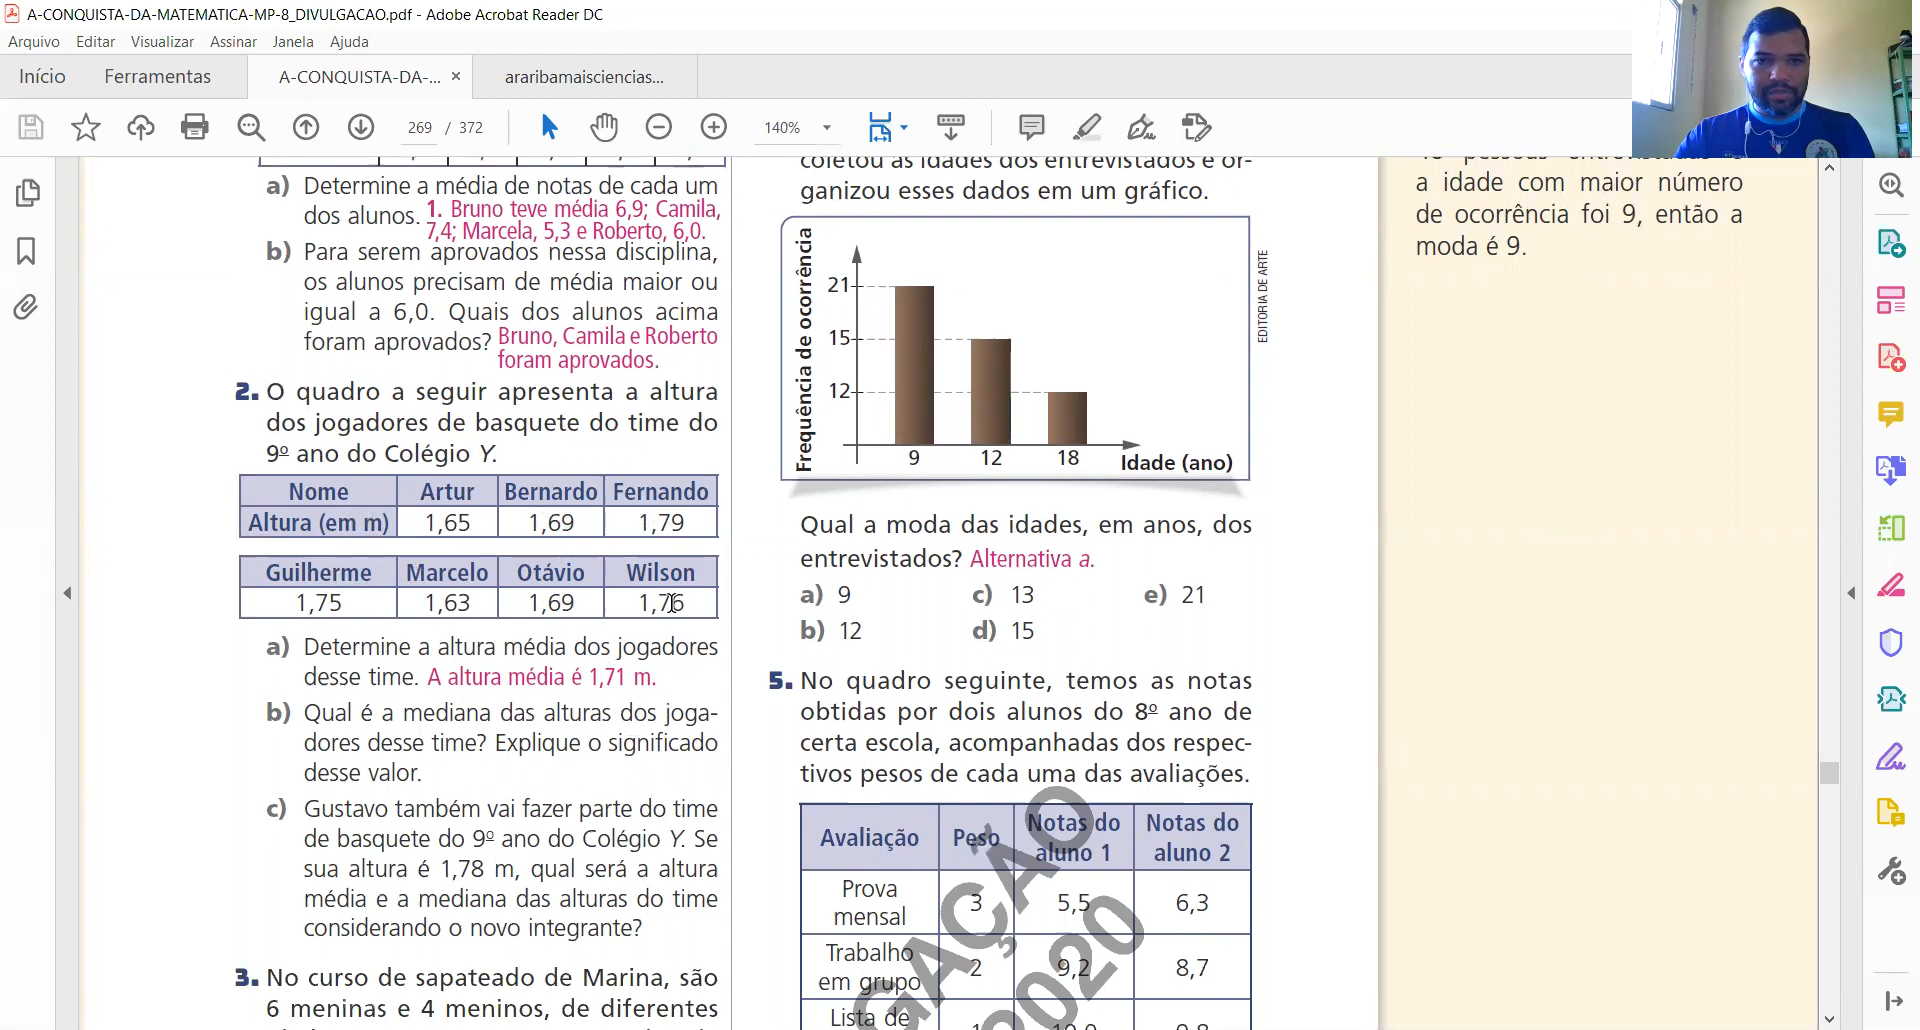 A-CONQUISTA-DA-MATEMATICA-MP-8_DIVULGACAO.pdf - Adobe Acrobat Reader DC
Arquivo Editar Visualizar Assinar Janela Ajuda
Início Ferramentas A-CONQUISTA-DA-... × araribamaisciencias...
269 / 372 140%
a) Determine a média de notas de cada um
dos alunos. 1. Bruno teve média 6,9; Camila,
7,4; Marcela, 5,3 e Roberto, 6,0.
b) Para serem aprovados nessa disciplina,
os alunos precisam de média maior ou
igual a 6,0. Quais dos alunos acima
foram aprovados? Bruno, Camila e Roberto
foram aprovados.
2. O quadro a seguir apresenta a altura
dos jogadores de basquete do time do
9º ano do Colégio Y.
Nome Artur Bernardo Fernando
Altura (em m) 1,65 1,69 1,79
Guilherme Marcelo Otávio Wilson
1,75 1,63 1,69 1,76
a) Determine a altura média dos jogadores
desse time. A altura média é 1,71 m.
b) Qual é a mediana das alturas dos joga-
dores desse time? Explique o significado
desse valor.
c) Gustavo também vai fazer parte do time
de basquete do 9º ano do Colégio Y. Se
sua altura é 1,78 m, qual será a altura
média e a mediana das alturas do time
considerando o novo integrante?
3. No curso de sapateado de Marina, são
6 meninas e 4 meninos, de diferentes
coletou as idades dos entrevistados e or-
ganizou esses dados em um gráfico.
Frequência de ocorrência
21
15
12
9 12 18 Idade (ano)
EDITORIA DE ARTE
Qual a moda das idades, em anos, dos
entrevistados? Alternativa a.
a) 9 c) 13 e) 21
b) 12 d) 15
5. No quadro seguinte, temos as notas
obtidas por dois alunos do 8º ano de
certa escola, acompanhadas dos respec-
tivos pesos de cada uma das avaliações.
Avaliação Peso Notas do aluno 1 Notas do aluno 2
Prova mensal 3 5,5 6,3
Trabalho em grupo 2 9,2 8,7
Lista de
GAÇÃO
2020
a idade com maior número
de ocorrência foi 9, então a
moda é 9.